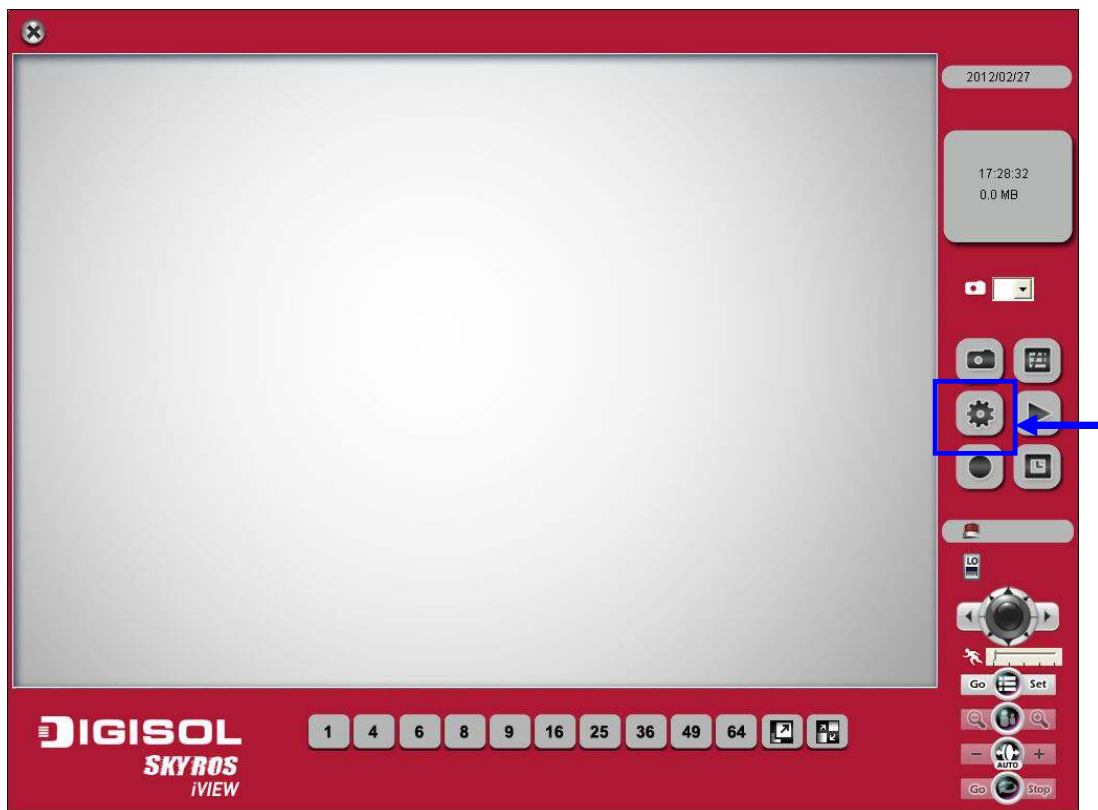 2012/02/27
17:28:32
0.0 MB
LO
Go Set
AUTO
Go Stop
DIGISOL
SKYROS
iVIEW
1 4 6 8 9 16 25 36 49 64